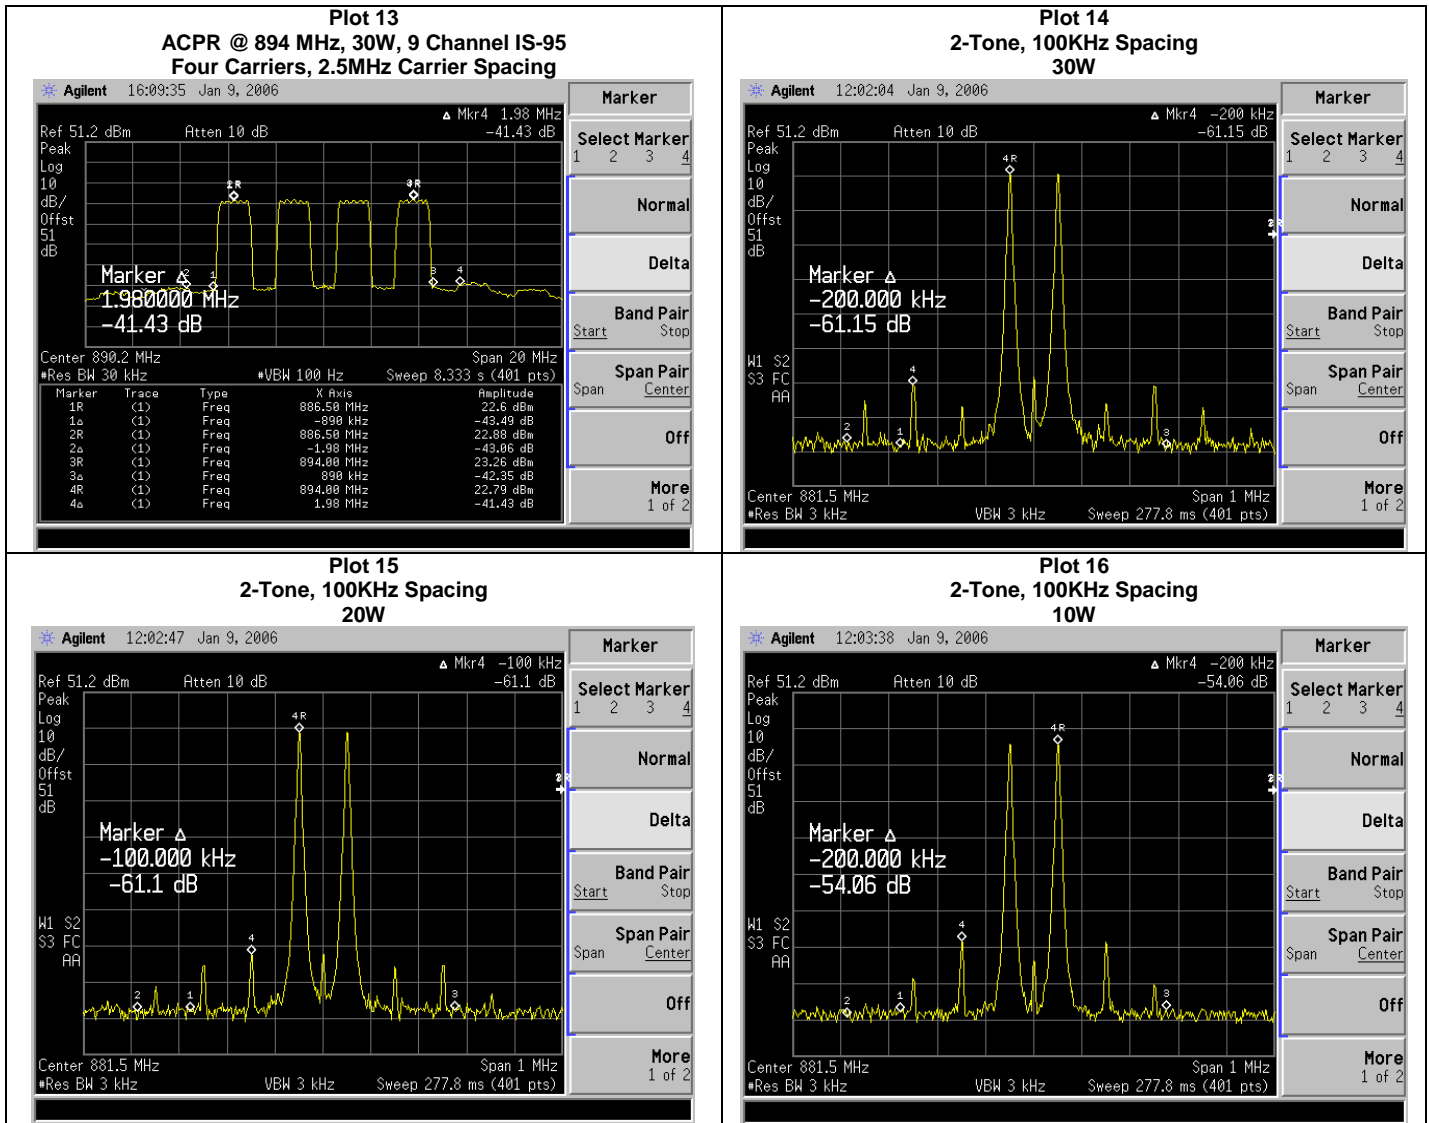 Plot 13
ACPR @ 894 MHz, 30W, 9 Channel IS-95
Four Carriers, 2.5MHz Carrier Spacing
Agilent 16:09:35 Jan 9, 2006
Marker
Δ Mkr4 1.98 MHz
Ref 51.2 dBm Atten 10 dB -41.43 dB
Peak
Log
10
dB/
Offst
51
dB
2R
R
2
1
3
4
Marker Δ
1.980000 MHz
-41.43 dB
Center 890.2 MHz Span 20 MHz
#Res BW 30 kHz #VBW 100 Hz Sweep 8.333 s (401 pts)
Marker Trace Type X Axis Amplitude
1R (1) Freq 886.50 MHz 22.6 dBm
1Δ (1) Freq -890 kHz -43.49 dB
2R (1) Freq 886.50 MHz 22.88 dBm
2Δ (1) Freq -1.98 MHz -43.06 dB
3R (1) Freq 894.00 MHz 23.26 dBm
3Δ (1) Freq 890 kHz -42.35 dB
4R (1) Freq 894.00 MHz 22.79 dBm
4Δ (1) Freq 1.98 MHz -41.43 dB
Select Marker
1 2 3 4
Normal
Delta
Band Pair
Start Stop
Span Pair
Span Center
Off
More
1 of 2
Plot 14
2-Tone, 100KHz Spacing
30W
Agilent 12:02:04 Jan 9, 2006
Marker
Δ Mkr4 -200 kHz
Ref 51.2 dBm Atten 10 dB -61.15 dB
Peak
Log
10
dB/
Offst
51
dB
4R
R
Marker Δ
-200.000 kHz
-61.15 dB
W1 S2
S3 FC
AA
4
2
1
3
Center 881.5 MHz Span 1 MHz
#Res BW 3 kHz VBW 3 kHz Sweep 277.8 ms (401 pts)
Select Marker
1 2 3 4
Normal
Delta
Band Pair
Start Stop
Span Pair
Span Center
Off
More
1 of 2
Plot 15
2-Tone, 100KHz Spacing
20W
Agilent 12:02:47 Jan 9, 2006
Marker
Δ Mkr4 -100 kHz
Ref 51.2 dBm Atten 10 dB -61.1 dB
Peak
Log
10
dB/
Offst
51
dB
4R
Marker Δ
-100.000 kHz
-61.1 dB
W1 S2
S3 FC
AA
4
2
1
3
Center 881.5 MHz Span 1 MHz
#Res BW 3 kHz VBW 3 kHz Sweep 277.8 ms (401 pts)
Select Marker
1 2 3 4
Normal
Delta
Band Pair
Start Stop
Span Pair
Span Center
Off
More
1 of 2
Plot 16
2-Tone, 100KHz Spacing
10W
Agilent 12:03:38 Jan 9, 2006
Marker
Δ Mkr4 -200 kHz
Ref 51.2 dBm Atten 10 dB -54.06 dB
Peak
Log
10
dB/
Offst
51
dB
4R
R
Marker Δ
-200.000 kHz
-54.06 dB
W1 S2
S3 FC
AA
4
2
1
3
Center 881.5 MHz Span 1 MHz
#Res BW 3 kHz VBW 3 kHz Sweep 277.8 ms (401 pts)
Select Marker
1 2 3 4
Normal
Delta
Band Pair
Start Stop
Span Pair
Span Center
Off
More
1 of 2